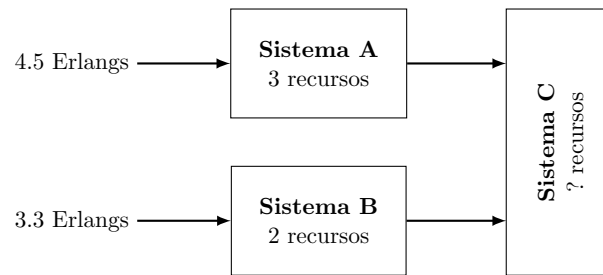 4.5 Erlangs
Sistema A
3 recursos
3.3 Erlangs
Sistema B
2 recursos
Sistema C
? recursos